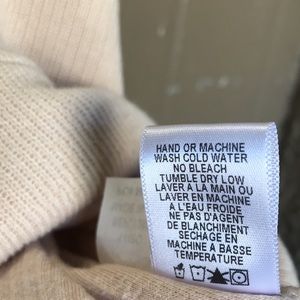 HAND OR MACHINE
WASH COLD WATER
NO BLEACH
TUMBLE DRY LOW
LAVER A LA MAIN OU
LAVER EN MACHINE
A L'EAU FROIDE
NE PAS D'AGENT
DE BLANCHIMENT
SECHAGE EN
MACHINE A BASSE
TEMPERATURE